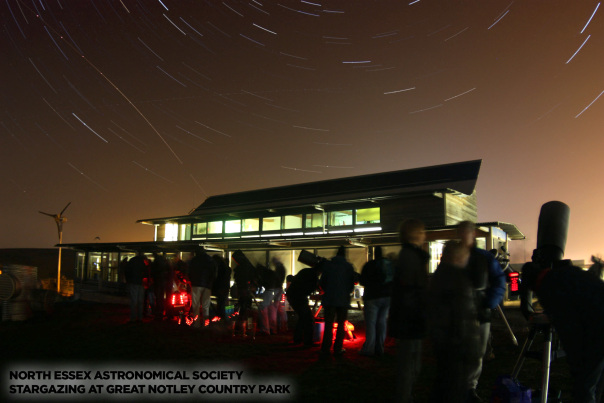 NORTH ESSEX ASTRONOMICAL SOCIETY
STARGAZING AT GREAT NOTLEY COUNTRY PARK